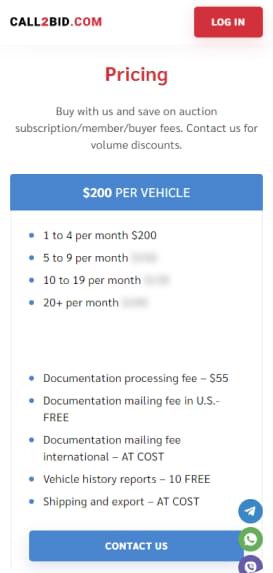 CALL2BID.COM
LOG IN
Pricing
Buy with us and save on auction
subscription/member/buyer fees. Contact us for
volume discounts.
$200 PER VEHICLE
1 to 4 per month $200
5 to 9 per month
10 to 19 per month
20+ per month
Documentation processing fee – $55
Documentation mailing fee in U.S.-
FREE
Documentation mailing fee
international – AT COST
Vehicle history reports – 10 FREE
Shipping and export – AT COST
CONTACT US